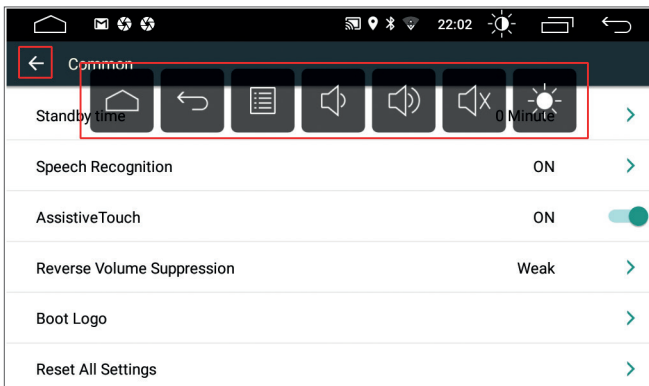 22:02
Common
Standby time 0 Minute
Speech Recognition ON
AssistiveTouch ON
Reverse Volume Suppression Weak
Boot Logo
Reset All Settings